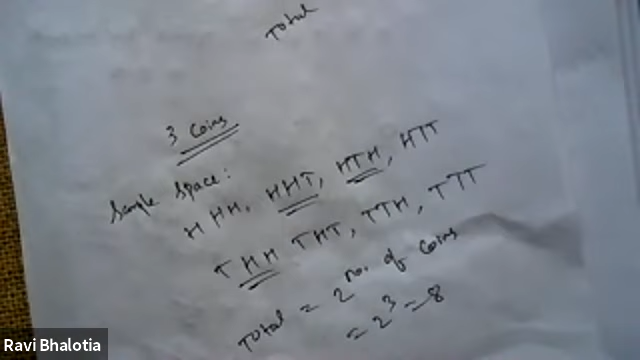 Total
3 Coins
Sample Space:
HHH, HHT, HTH, HTT
THH THT, TTH, TTT
Total = 2^no. of coins
= 2^3 = 8
Ravi Bhalotia